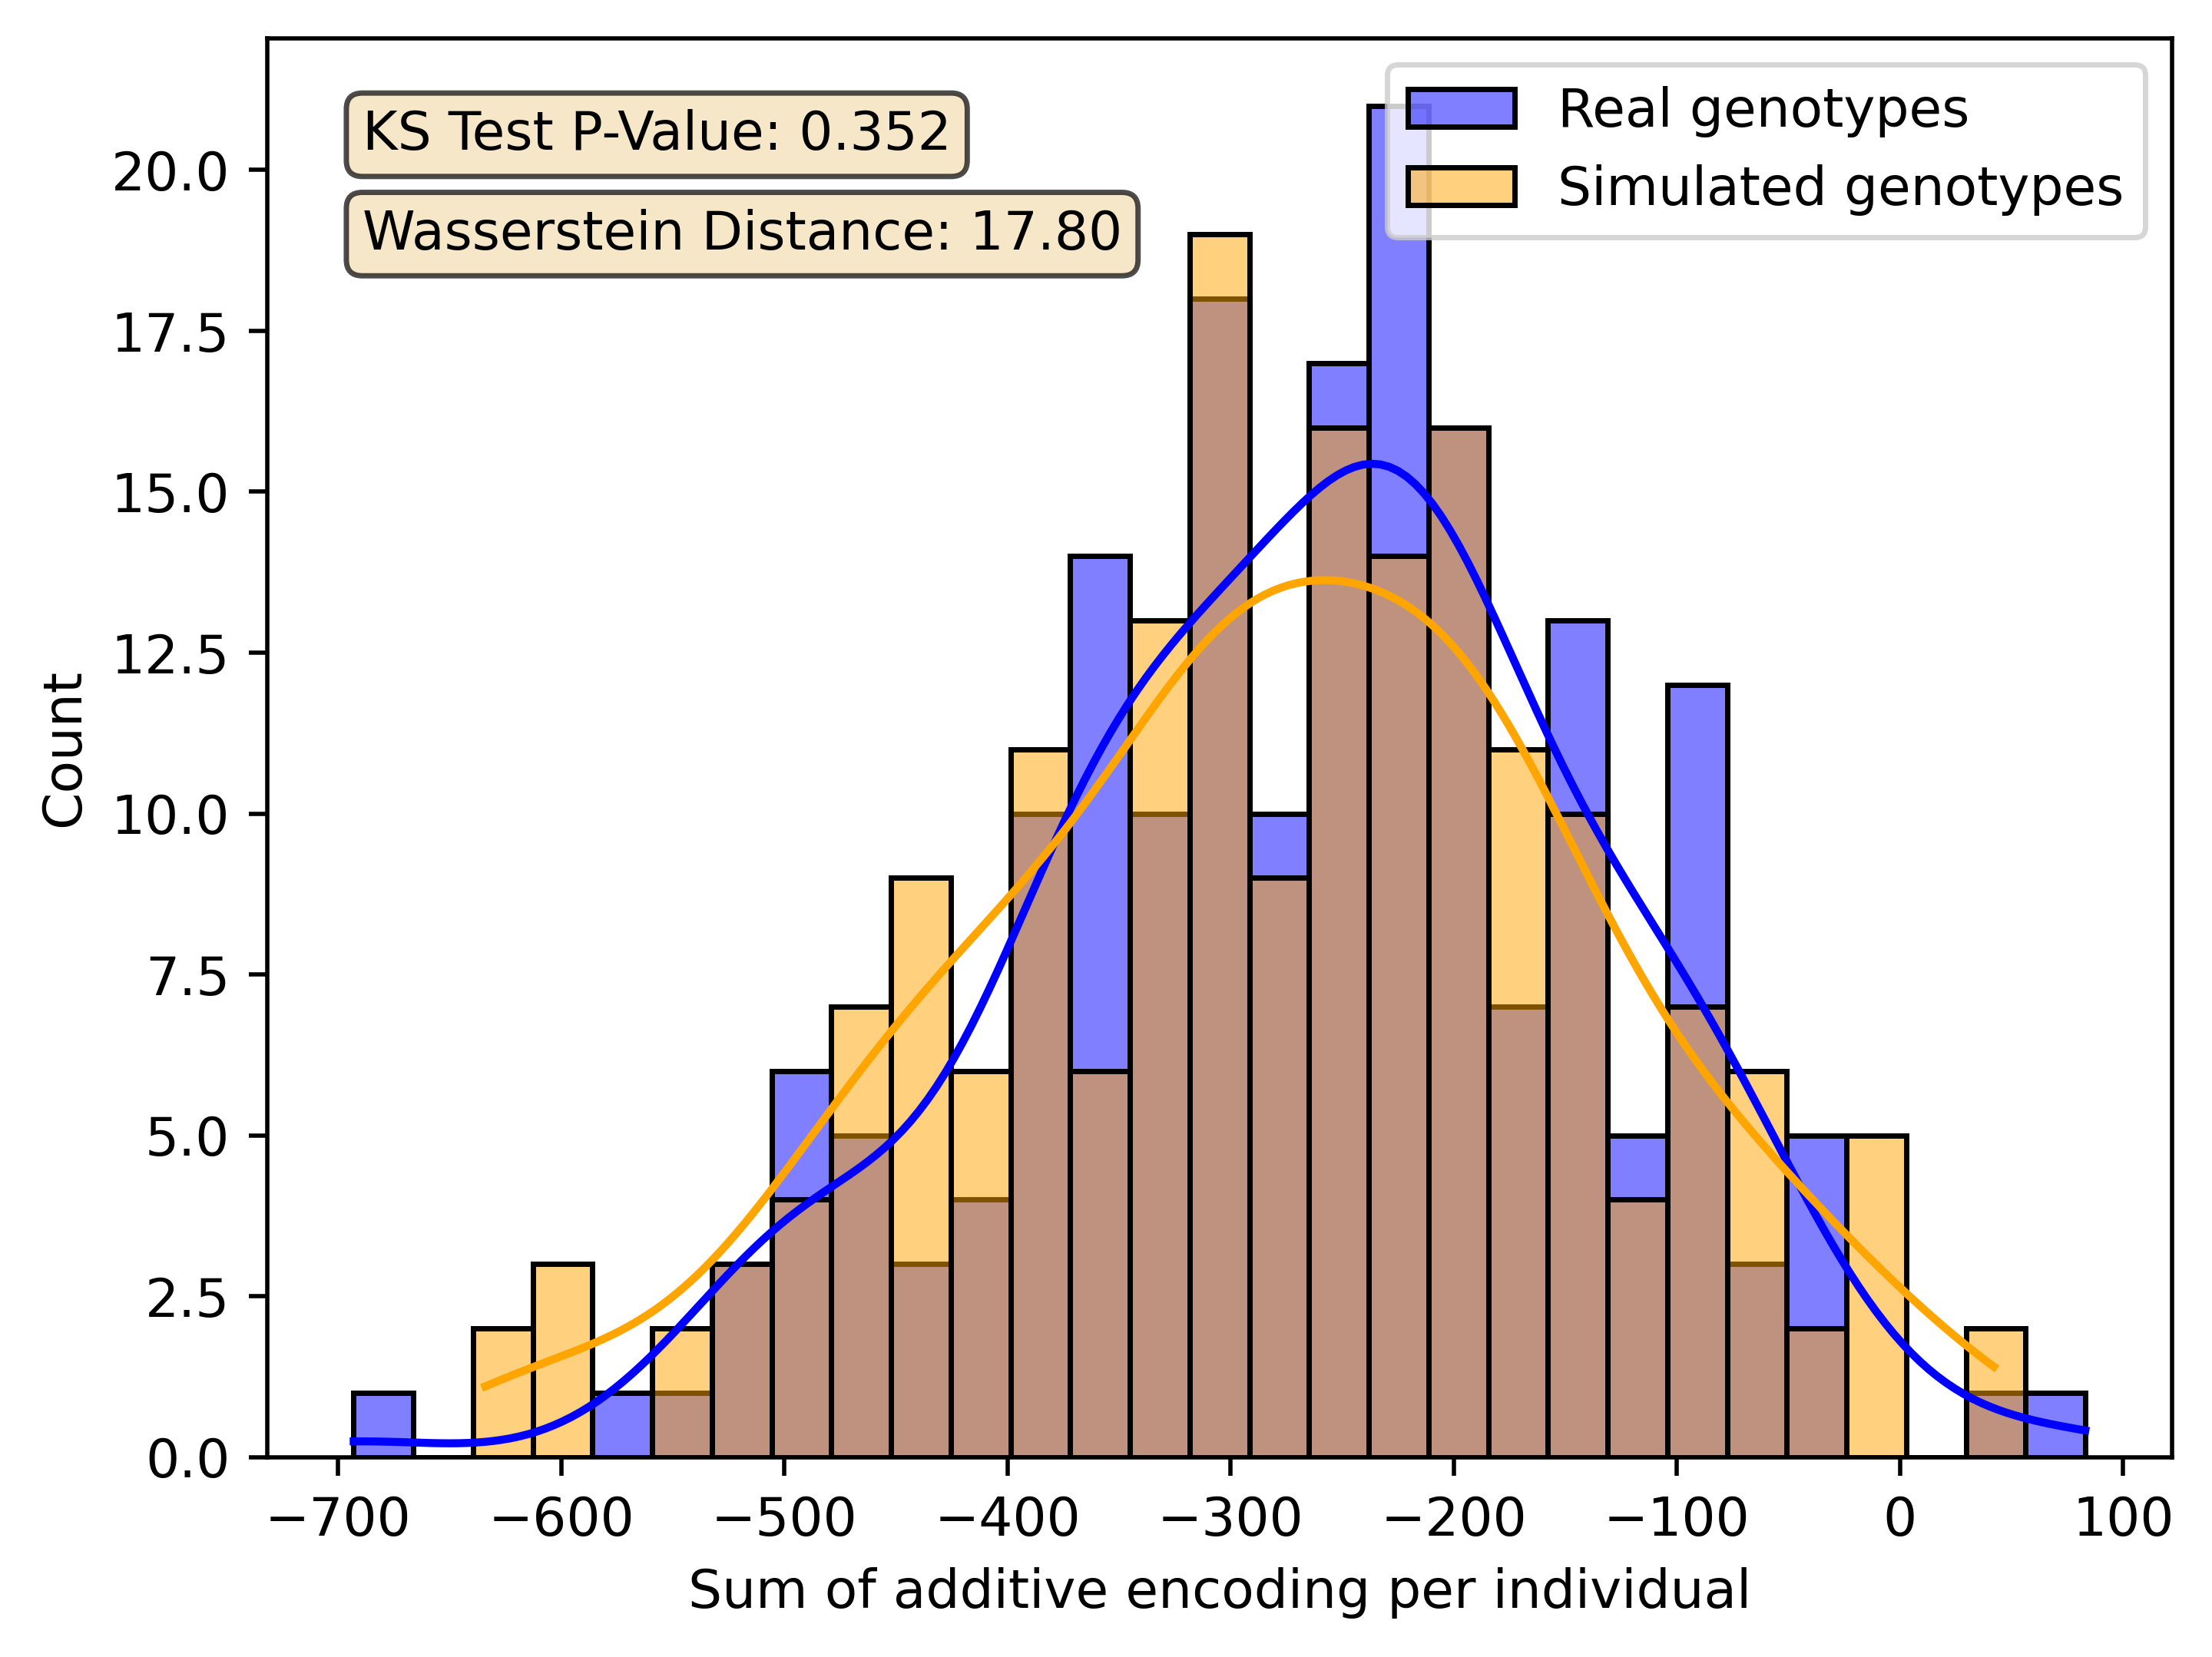 KS Test P-Value: 0.352
Wasserstein Distance: 17.80
Real genotypes
Simulated genotypes
Count
20.0
17.5
15.0
12.5
10.0
7.5
5.0
2.5
0.0
−700 −600 −500 −400 −300 −200 −100 0 100
Sum of additive encoding per individual